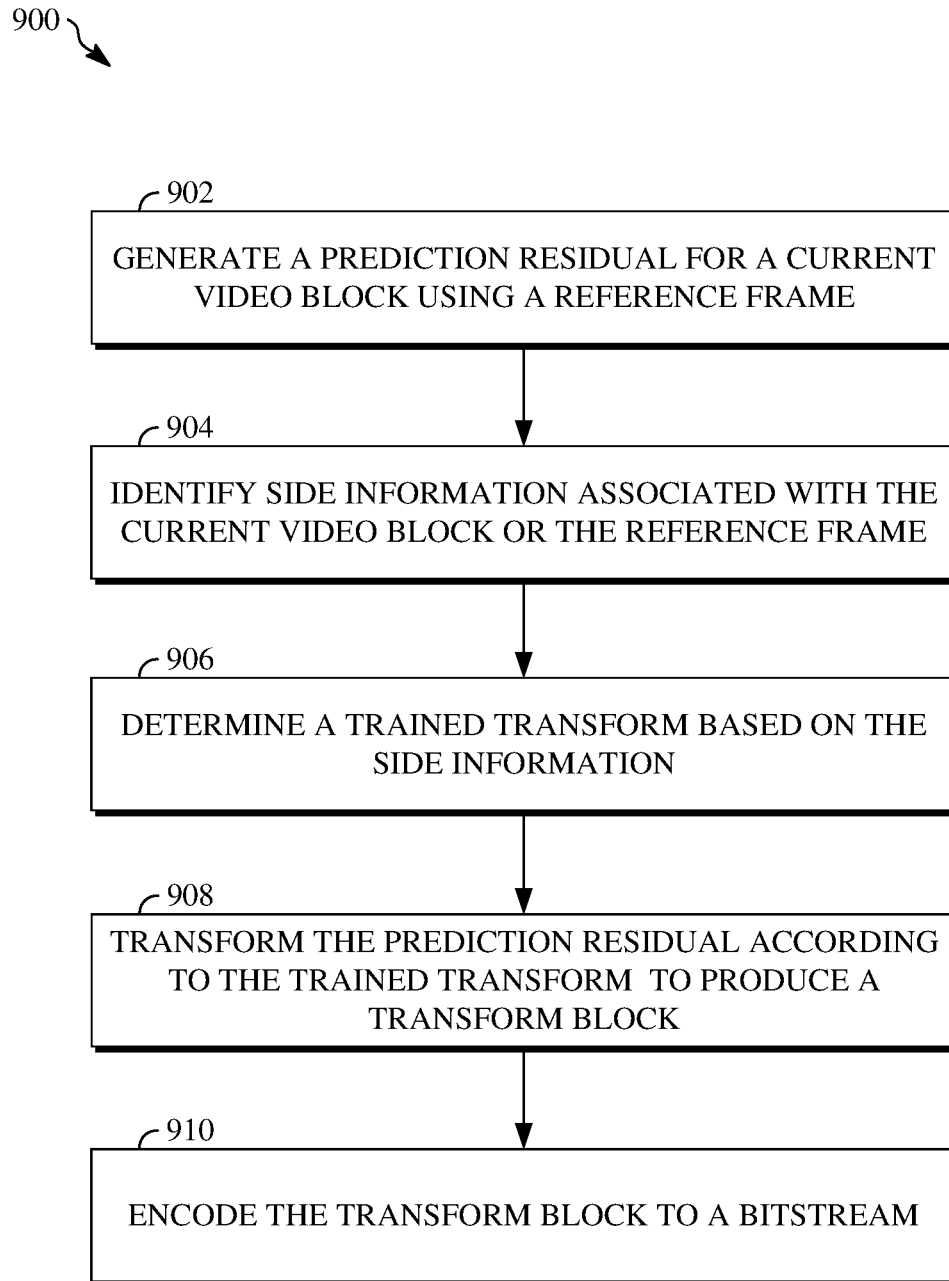 900
902
GENERATE A PREDICTION RESIDUAL FOR A CURRENT
VIDEO BLOCK USING A REFERENCE FRAME
904
IDENTIFY SIDE INFORMATION ASSOCIATED WITH THE
CURRENT VIDEO BLOCK OR THE REFERENCE FRAME
906
DETERMINE A TRAINED TRANSFORM BASED ON THE
SIDE INFORMATION
908
TRANSFORM THE PREDICTION RESIDUAL ACCORDING
TO THE TRAINED TRANSFORM TO PRODUCE A
TRANSFORM BLOCK
910
ENCODE THE TRANSFORM BLOCK TO A BITSTREAM